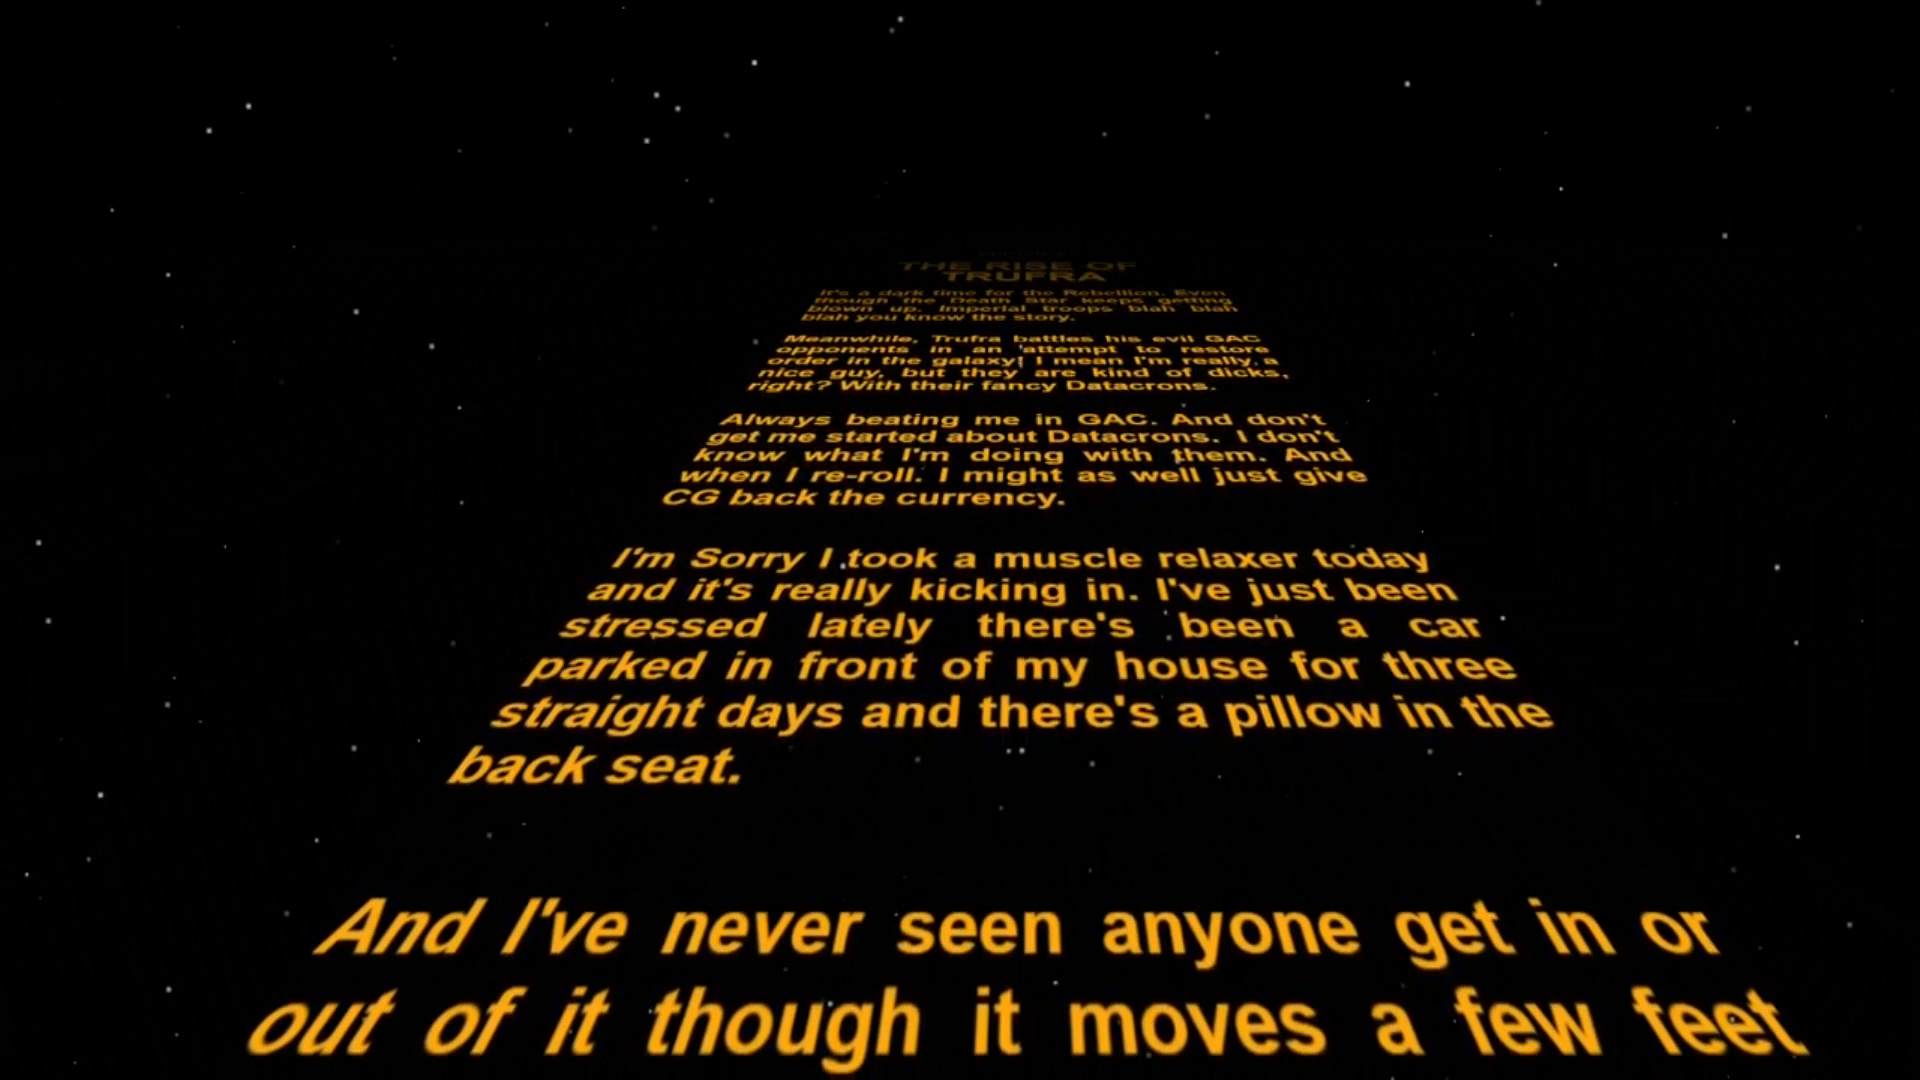 THE RISE OF
TRUFRA
It's a dark time for the Rebellion. Even
though the Death Star keeps getting
blown up. Imperial troops blah blah
blah you know the story.
Meanwhile, Trufra battles his evil GAC
opponents in an attempt to restore
order in the galaxy! I mean I'm really a
nice guy, but they are kind of dicks,
right? With their fancy Datacrons.
Always beating me in GAC. And don't
get me started about Datacrons. I don't
know what I'm doing with them. And
when I re-roll. I might as well just give
CG back the currency.
I'm Sorry I took a muscle relaxer today
and it's really kicking in. I've just been
stressed lately there's been a car
parked in front of my house for three
straight days and there's a pillow in the
back seat.
And I've never seen anyone get in or
out of it though it moves a few feet